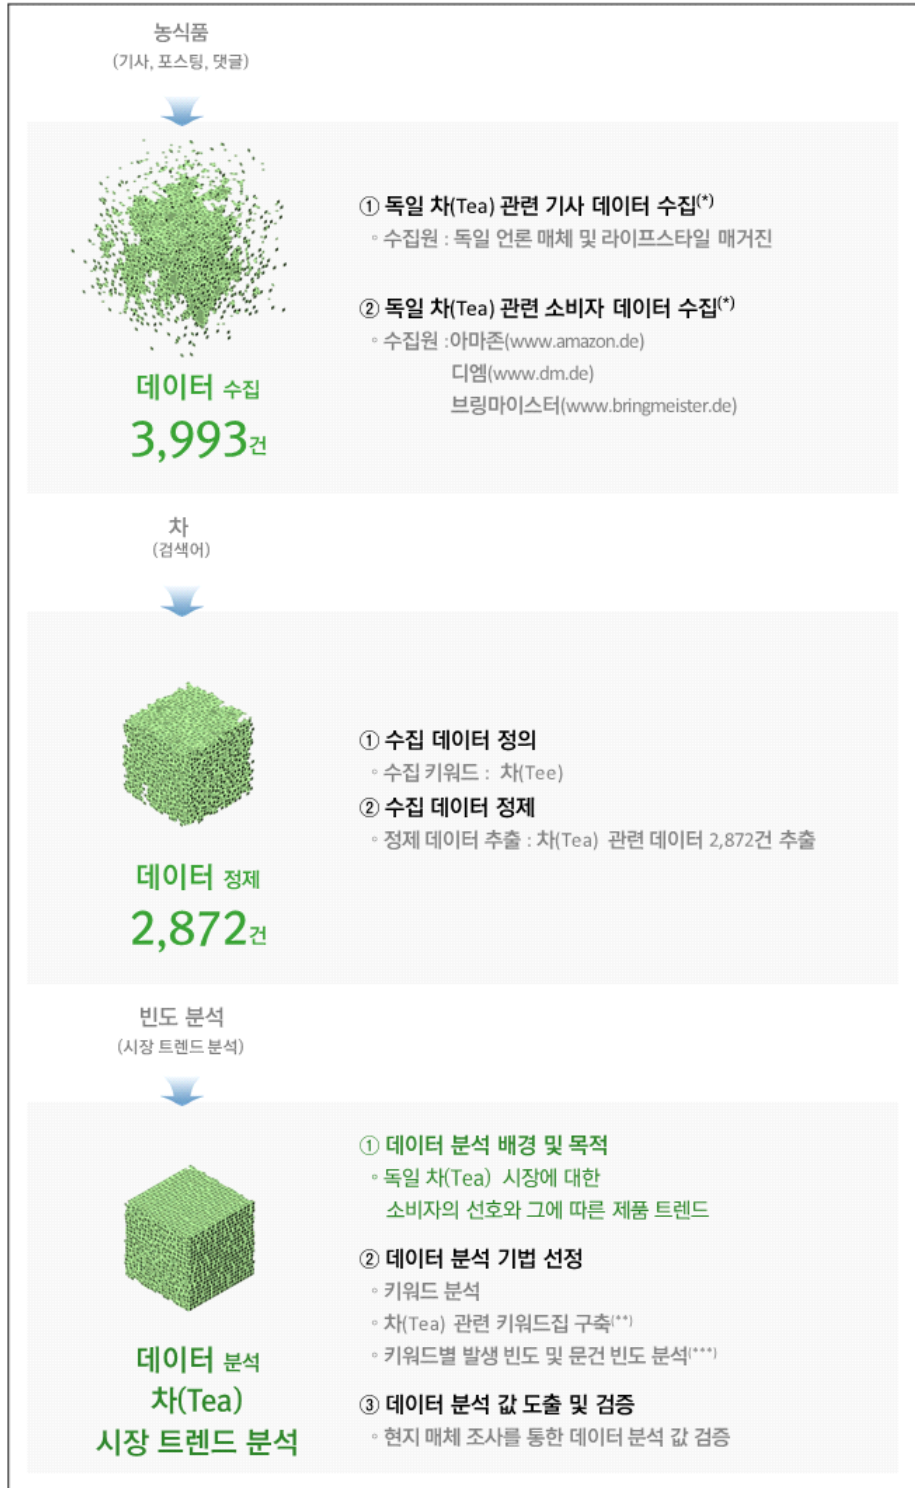 농식품
(기사, 포스팅, 댓글)
① 독일 차(Tea) 관련 기사 데이터 수집(*)
◦ 수집원 : 독일 언론 매체 및 라이프스타일 매거진
② 독일 차(Tea) 관련 소비자 데이터 수집(*)
◦ 수집원 :아마존(www.amazon.de)
디엠(www.dm.de)
브링마이스터(www.bringmeister.de)
데이터 수집
3,993건
차
(검색어)
① 수집 데이터 정의
◦ 수집 키워드 : 차(Tee)
② 수집 데이터 정제
◦ 정제 데이터 추출 : 차(Tea) 관련 데이터 2,872건 추출
데이터 정제
2,872건
빈도 분석
(시장 트렌드 분석)
① 데이터 분석 배경 및 목적
◦ 독일 차(Tea) 시장에 대한
소비자의 선호와 그에 따른 제품 트렌드
② 데이터 분석 기법 선정
◦ 키워드 분석
◦ 차(Tea) 관련 키워드집 구축(**)
◦ 키워드별 발생 빈도 및 문건 빈도 분석(***)
③ 데이터 분석 값 도출 및 검증
◦ 현지 매체 조사를 통한 데이터 분석 값 검증
데이터 분석
차(Tea)
시장 트렌드 분석